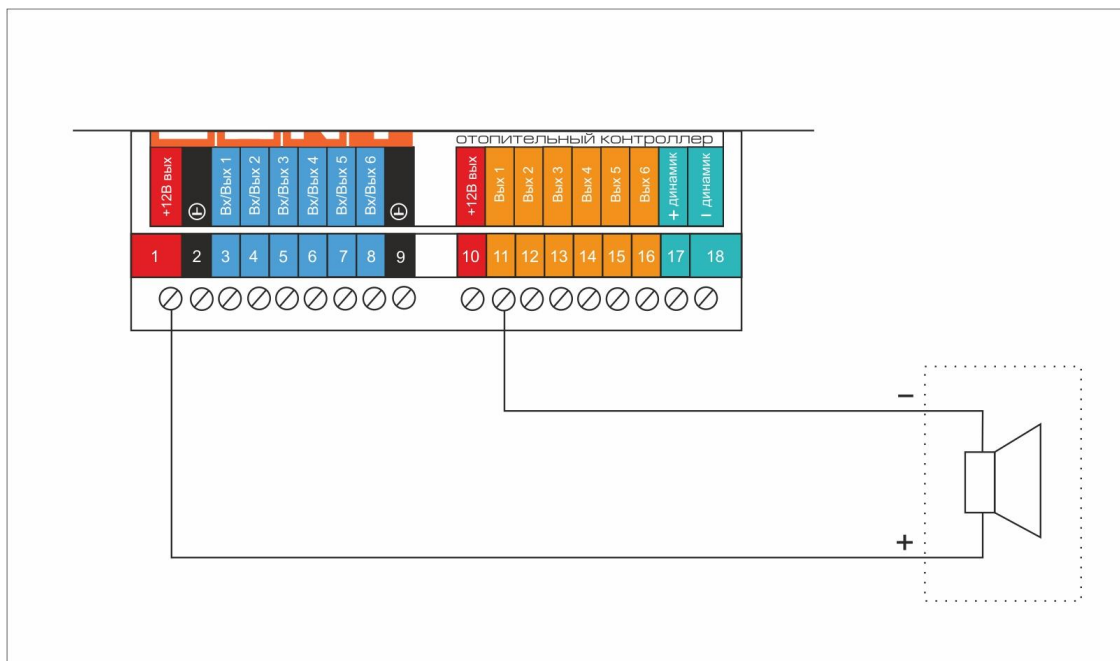 отопительный контроллер
+12В вых
Вх/Вых 1
Вх/Вых 2
Вх/Вых 3
Вх/Вых 4
Вх/Вых 5
Вх/Вых 6
+12В вых
Вых 1
Вых 2
Вых 3
Вых 4
Вых 5
Вых 6
+ динамик
– динамик
1 2 3 4 5 6 7 8 9 10 11 12 13 14 15 16 17 18
–
+